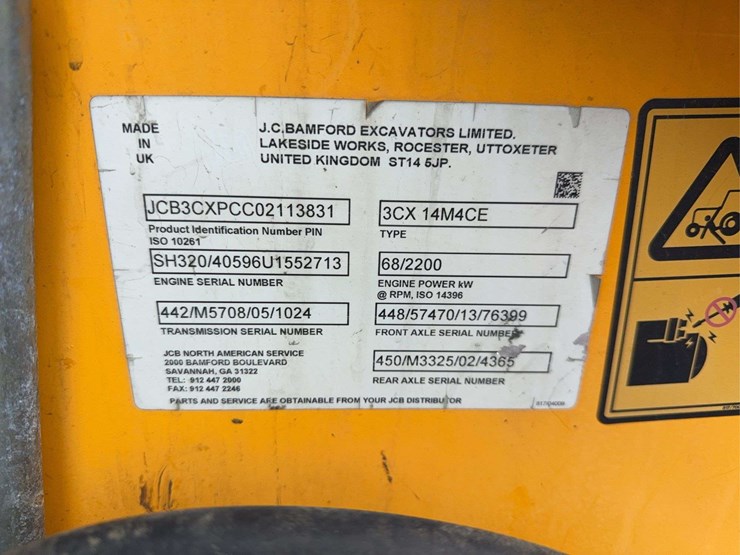 MADE
IN
UK
J.C.BAMFORD EXCAVATORS LIMITED.
LAKESIDE WORKS, ROCESTER, UTTOXETER
UNITED KINGDOM ST14 5JP.
JCB3CXPCC02113831
Product Identification Number PIN
ISO 10261
SH320/40596U1552713
ENGINE SERIAL NUMBER
442/M5708/05/1024
TRANSMISSION SERIAL NUMBER
3CX 14M4CE
TYPE
68/2200
ENGINE POWER kW
@ RPM, ISO 14396
448/57470/13/76399
FRONT AXLE SERIAL NUMBER
450/M3325/02/4365
REAR AXLE SERIAL NUMBER
JCB NORTH AMERICAN SERVICE
2000 BAMFORD BOULEVARD
SAVANNAH, GA 31322
TEL: 912 447 2000
FAX: 912 447 2246
PARTS AND SERVICE ARE OBTAINABLE FROM YOUR JCB DISTRIBUTOR